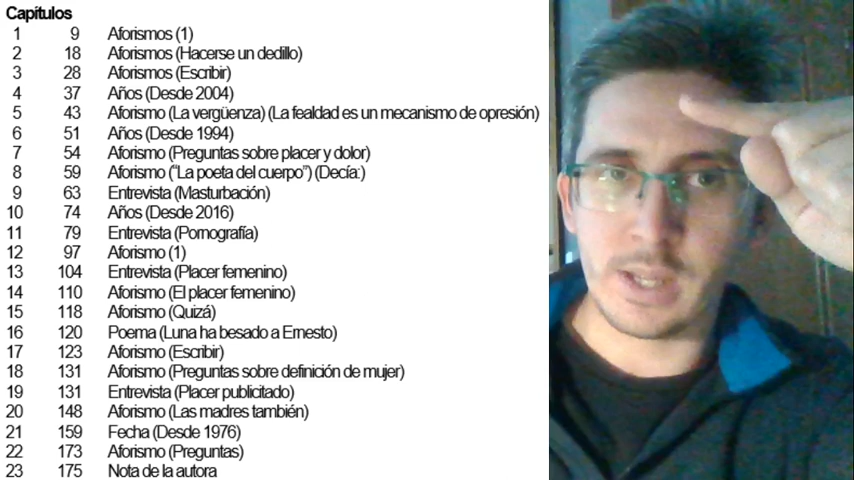 Capítulos
1 9 Aforismos (1)
2 18 Aforismos (Hacerse un dedillo)
3 28 Aforismos (Escribir)
4 37 Años (Desde 2004)
5 43 Aforismo (La vergüenza) (La fealdad es un mecanismo de opresión)
6 51 Años (Desde 1994)
7 54 Aforismo (Preguntas sobre placer y dolor)
8 59 Aforismo (“La poeta del cuerpo”) (Decía:)
9 63 Entrevista (Masturbación)
10 74 Años (Desde 2016)
11 79 Entrevista (Pornografía)
12 97 Aforismo (1)
13 104 Entrevista (Placer femenino)
14 110 Aforismo (El placer femenino)
15 118 Aforismo (Quizá)
16 120 Poema (Luna ha besado a Ernesto)
17 123 Aforismo (Escribir)
18 131 Aforismo (Preguntas sobre definición de mujer)
19 131 Entrevista (Placer publicitado)
20 148 Aforismo (Las madres también)
21 159 Fecha (Desde 1976)
22 173 Aforismo (Preguntas)
23 175 Nota de la autora